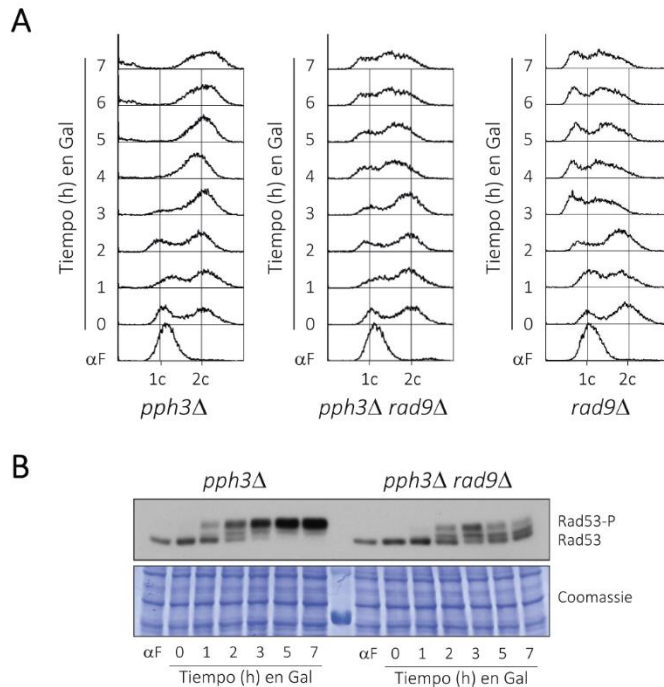 A
Tiempo (h) en Gal
7
6
5
4
3
2
1
0
αF
1c 2c
pph3Δ
Tiempo (h) en Gal
7
6
5
4
3
2
1
0
αF
1c 2c
pph3Δ rad9Δ
Tiempo (h) en Gal
7
6
5
4
3
2
1
0
αF
1c 2c
rad9Δ
B
pph3Δ pph3Δ rad9Δ
Rad53-P
Rad53
Coomassie
αF 0 1 2 3 5 7 αF 0 1 2 3 5 7
Tiempo (h) en Gal Tiempo (h) en Gal